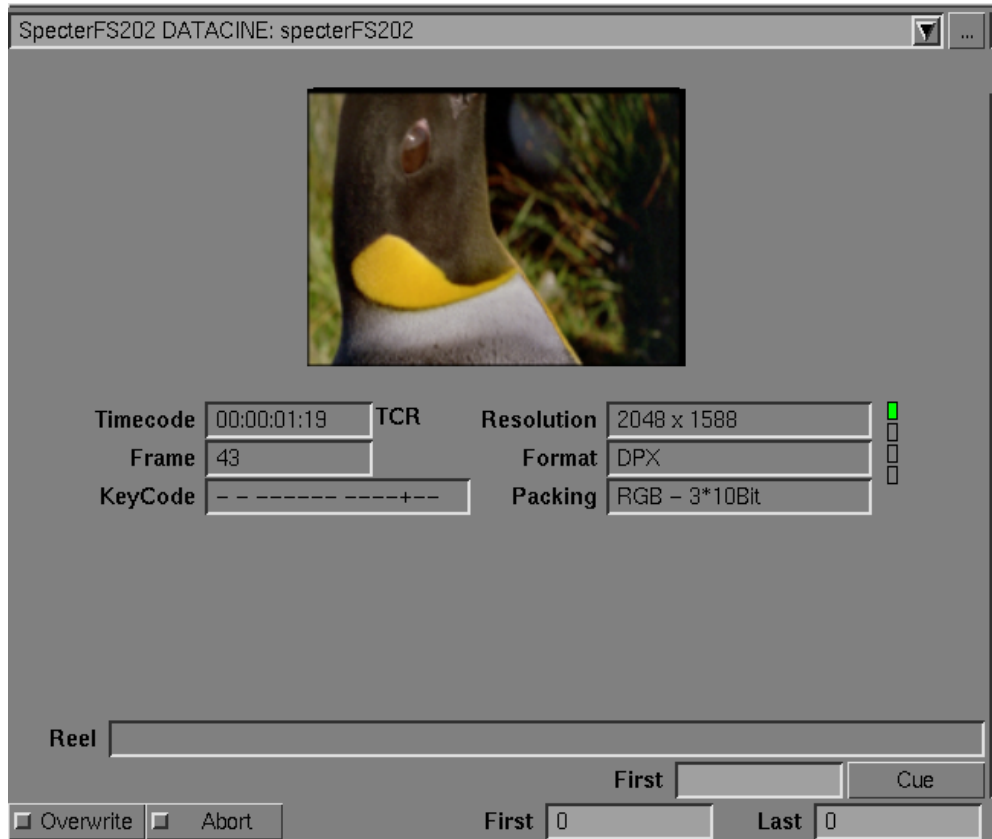 SpecterFS202 DATACINE: specterFS202 ...
Timecode 00:00:01:19 TCR Resolution 2048 x 1588
Frame 43 Format DPX
KeyCode – – ––––––– ––––+–– Packing RGB – 3*10Bit
Reel
First Cue
Overwrite Abort First 0 Last 0